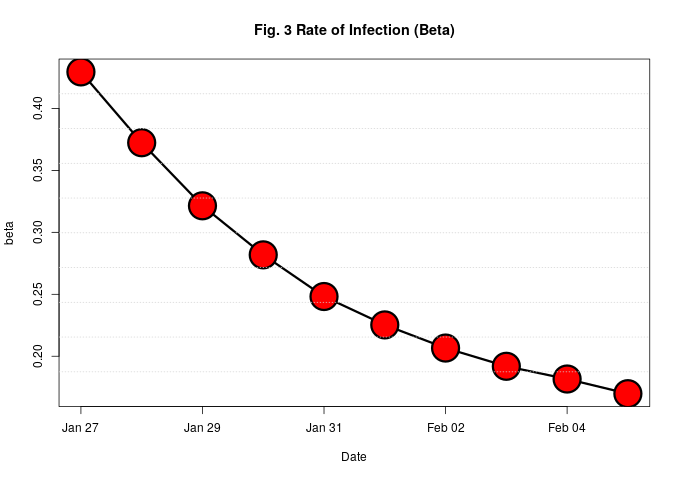 Fig. 3 Rate of Infection (Beta)
0.40
0.35
0.30
0.25
0.20
beta
Jan 27 Jan 29 Jan 31 Feb 02 Feb 04
Date